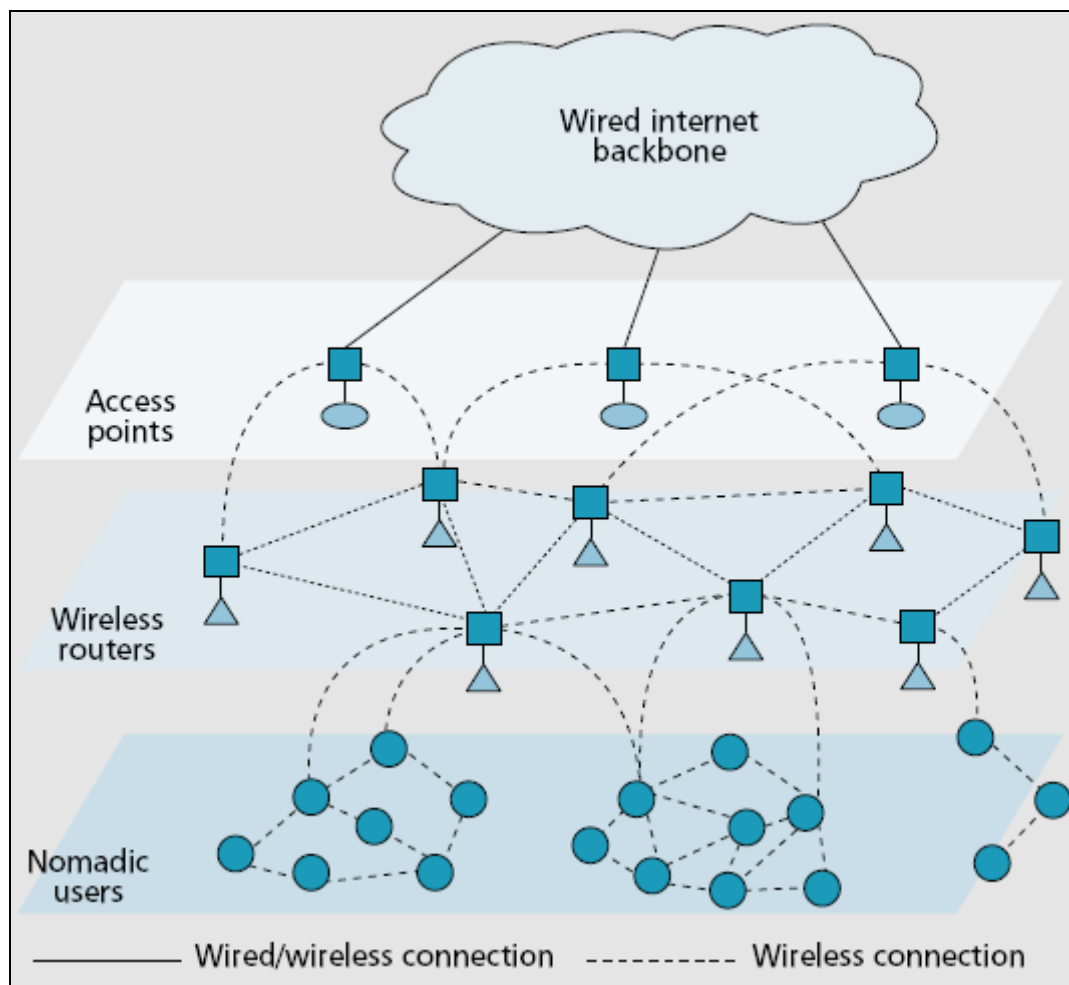 Wired internet
backbone
Access
points
Wireless
routers
Nomadic
users
Wired/wireless connection
Wireless connection